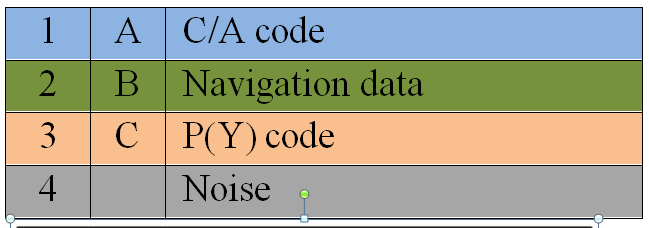 1 A C/A code
2 B Navigation data
3 C P(Y) code
4 Noise